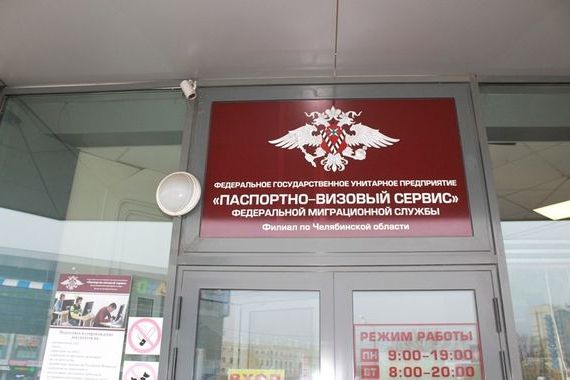 ФЕДЕРАЛЬНОЕ ГОСУДАРСТВЕННОЕ УНИТАРНОЕ ПРЕДПРИЯТИЕ
«ПАСПОРТНО-ВИЗОВЫЙ СЕРВИС»
ФЕДЕРАЛЬНОЙ МИГРАЦИОННОЙ СЛУЖБЫ
Филиал по Челябинской области
РЕЖИМ РАБОТЫ
ПН 9:00-19:00
ВТ 8:00-20:00
ВХОД